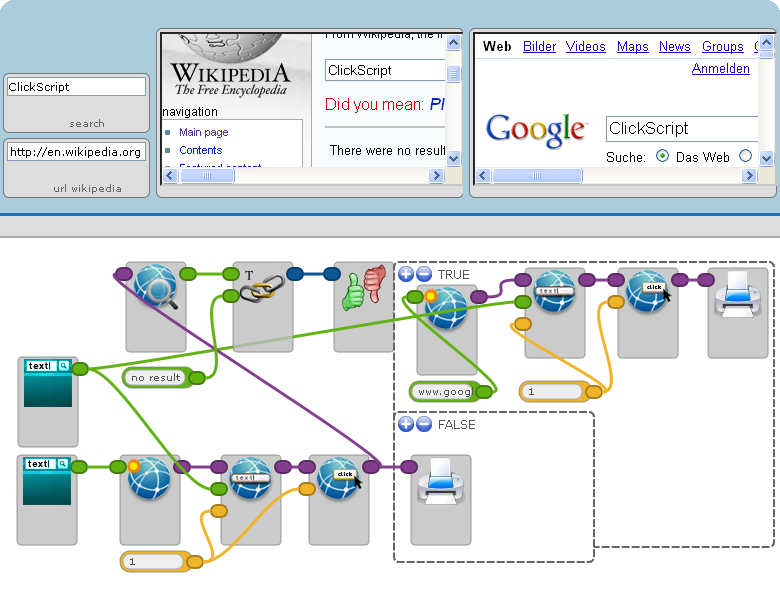 ClickScript
search
http://en.wikipedia.org
url wikipedia
From Wikipedia, the
WIKIPEDIA
The Free Encyclopedia
navigation
Main page
Contents
Featured content
ClickScript
Did you mean:
There were no result
Web Bilder Videos Maps News Groups
Anmelden
Google
ClickScript
Suche: Das Web
T
TRUE
text
click
text
no result
www.goog
1
FALSE
text
text
click
1